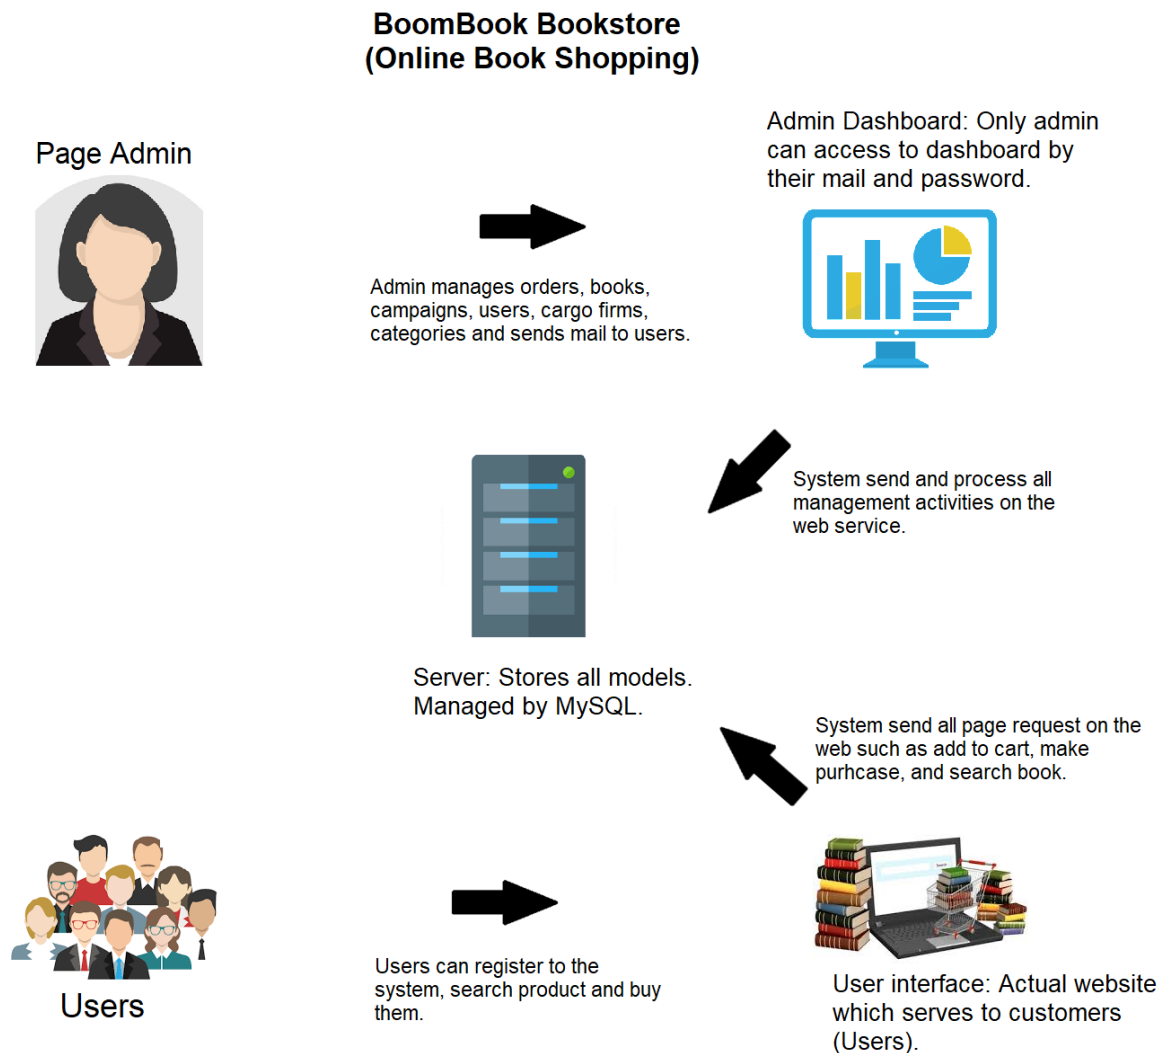 BoomBook Bookstore
(Online Book Shopping)
Page Admin
Admin Dashboard: Only admin
can access to dashboard by
their mail and password.
Admin manages orders, books,
campaigns, users, cargo firms,
categories and sends mail to users.
System send and process all
management activities on the
web service.
Server: Stores all models.
Managed by MySQL.
System send all page request on the
web such as add to cart, make
purhcase, and search book.
Users
Users can register to the
system, search product and buy
them.
User interface: Actual website
which serves to customers
(Users).